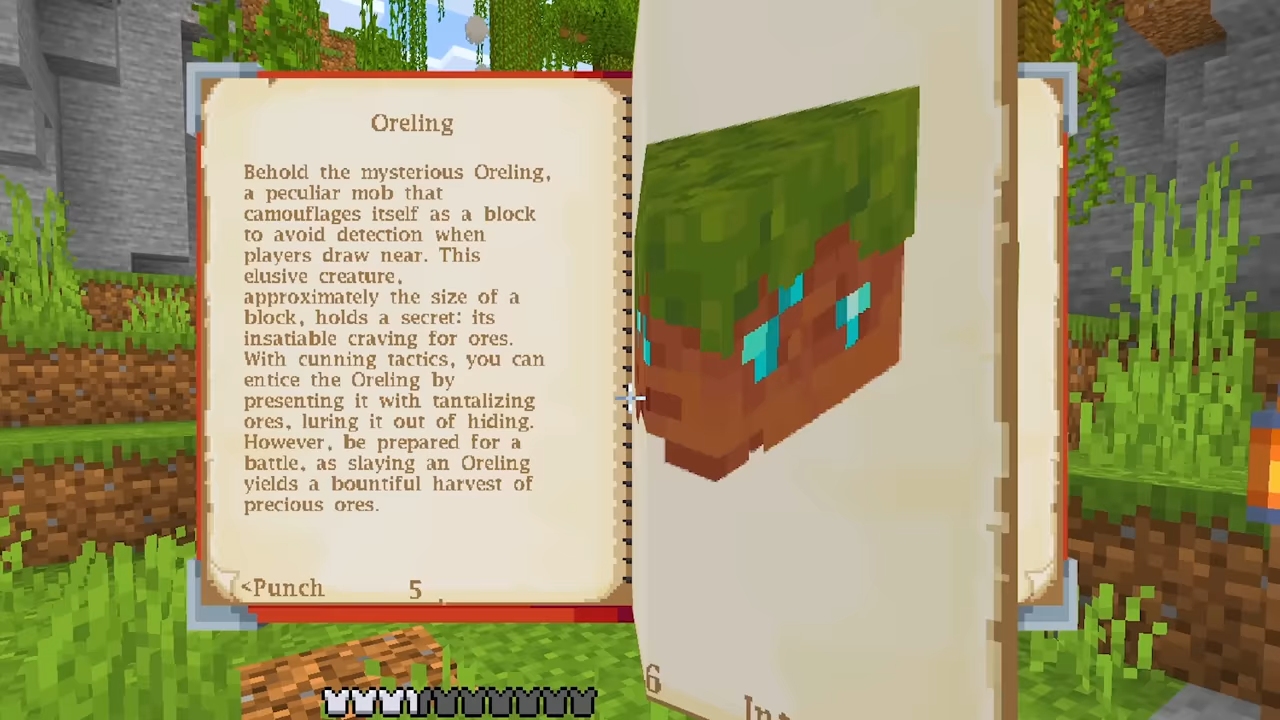 Oreling
Behold the mysterious Oreling,
a peculiar mob that
camouflages itself as a block
to avoid detection when
players draw near. This
elusive creature,
approximately the size of a
block, holds a secret: its
insatiable craving for ores.
With cunning tactics, you can
entice the Oreling by
presenting it with tantalizing
ores, luring it out of hiding.
However, be prepared for a
battle, as slaying an Oreling
yields a bountiful harvest of
precious ores.
<Punch 5
6